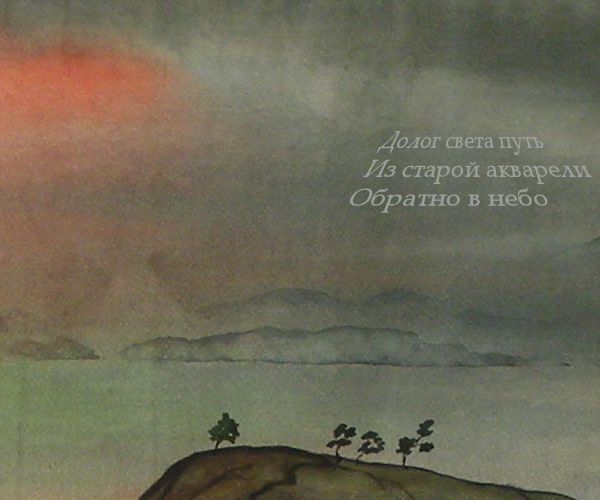 Долог света путь
Из старой акварели
Обратно в небо